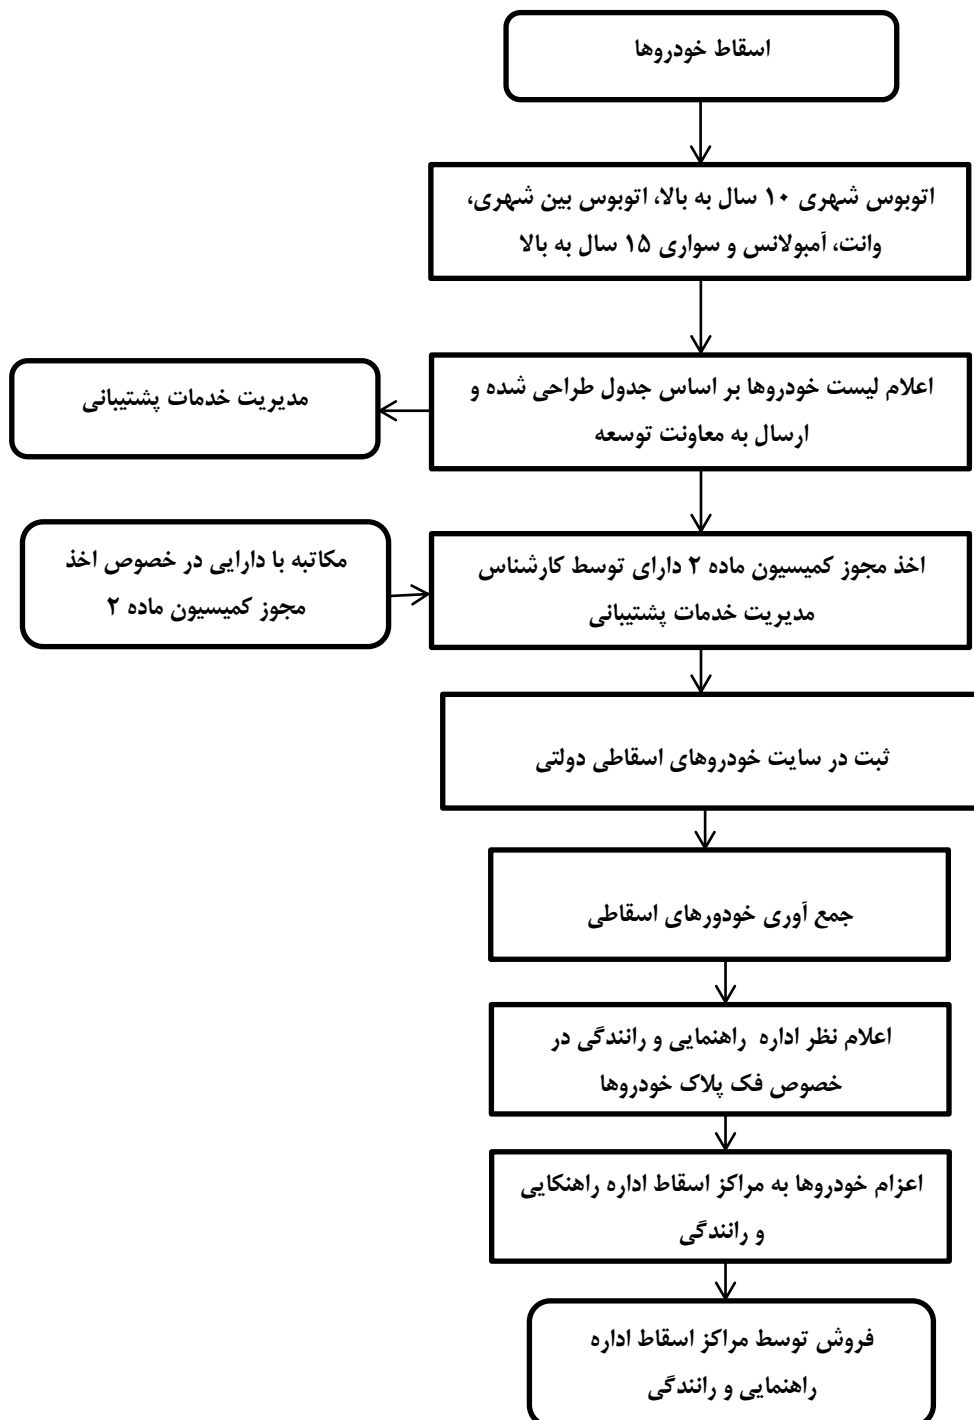 اسقاط خودروها
اتوبوس شهری ۱۰ سال به بالا، اتوبوس بین شهری،
وانت، آمبولانس و سواری ۱۵ سال به بالا
اعلام لیست خودروها بر اساس جدول طراحی شده و
ارسال به معاونت توسعه
مدیریت خدمات پشتیبانی
اخذ مجوز کمیسیون ماده ۲ دارای توسط کارشناس
مدیریت خدمات پشتیبانی
مکاتبه با دارایی در خصوص اخذ
مجوز کمیسیون ماده ۲
ثبت در سایت خودروهای اسقاطی دولتی
جمع آوری خودورهای اسقاطی
اعلام نظر اداره راهنمایی و رانندگی در
خصوص فک پلاک خودروها
اعزام خودروها به مراکز اسقاط اداره راهنکایی
و رانندگی
فروش توسط مراکز اسقاط اداره
راهنمایی و رانندگی